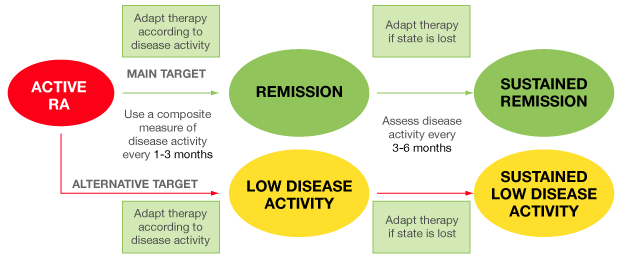 Adapt therapy
according to
disease activity
Adapt therapy
if state is lost
MAIN TARGET
ACTIVE
RA
REMISSION
SUSTAINED
REMISSION
Use a composite
measure of
disease activity
every 1-3 months
Assess disease
activity every
3-6 months
ALTERNATIVE TARGET
LOW DISEASE
ACTIVITY
SUSTAINED
LOW DISEASE
ACTIVITY
Adapt therapy
according to
disease activity
Adapt therapy
if state is lost